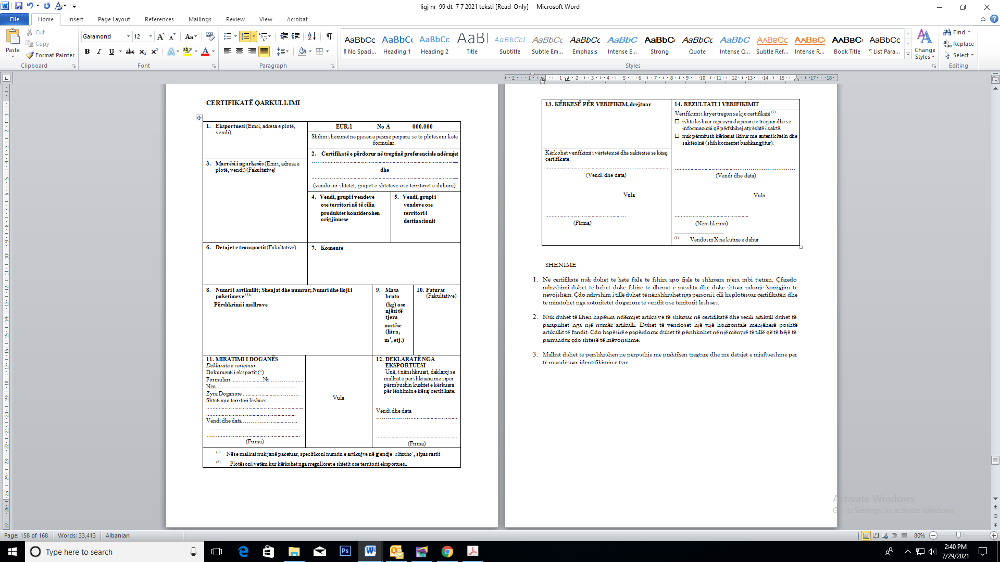 ligj nr 99 dt 7 7 2021 teksti [Read-Only] - Microsoft Word
File Home Insert Page Layout References Mailings Review View Acrobat
Paste
Cut
Copy
Format Painter
Clipboard
Garamond 12
Font
Paragraph
AaBbCc ¶ No Spaci...
AaBbCc Heading 1
AaBbCc Heading 2
AaBl Title
AaBbCcl Subtitle
AaBbCc Subtle Em...
AaBbCc Emphasis
AaBbC Intense E...
AaBbCc Strong
AaBbCc Quote
AaBbC Intense Q...
AaBbCc Subtle Ref...
AaBbC Intense R...
AaBbC Book Title
AaBbCc ¶ List Para...
Styles
Change Styles
Find
Replace
Select
Editing
CERTIFIKATË QARKULLIMI
1. Eksportuesi (Emri, adresa e plotë,
vendi)
EUR.1 No A 000.000
Shihni shënimet në pjesën e pasme përpara se të plotësoni këtë
formular.
2. Certifikatë e përdorur në tregtinë preferenciale ndërmjet
dhe
(vendosni shtetet, grupet e shteteve ose territoret e duhura)
3. Marrësi i ngarkesës (Emri, adresa e
plotë, vendi) (Fakultative)
4. Vendi, grupi i vendeve
ose territori në të cilin
produktet konsiderohen
origjinuese
5. Vendi, grupi i
vendeve ose
territori i
destinacionit
6. Detajet e transportit (Fakultative)
7. Komente
8. Numri i artikullit; Shenjat dhe numrat; Numri dhe lloji i
paketimeve (1);
Përshkrimi i mallrave
9. Masa
bruto
(kg) ose
njësi të
tjera
matëse
(litra,
m³, etj.)
10. Faturat
(Fakultative)
11. MIRATIMI I DOGANËS
Deklaratë e vërtetuar
Dokumenti i eksportit (²)
Formulari ..................... Nr ....................
Nga................................................
Zyra Doganore ....................................
Shteti apo territori lëshues ....................
Vendi dhe data ....................................
(Firma)
Vula
12. DEKLARATË NGA
EKSPORTUESI
Unë, i nënshkruari, deklaroj se
mallrat e përshkruara më sipër
përmbushin kushtet e kërkuara
për lëshimin e kësaj certifikate.
Vendi dhe data
(Firma)
(1) Nëse mallrat nuk janë paketuar, specifikoni numrin e artikujve në gjendje ‘rifuxho’, sipas rastit
(2) Plotësoni vetëm kur kërkohet nga rregulloret e shtetit ose territorit eksportues..
13. KËRKESË PËR VERIFIKIM, drejtuar
Kërkohet verifikimi i vërtetësisë dhe saktësisë së kësaj
certifikate.
(Vendi dhe data)
Vula
(Firma)
14. REZULTATI I VERIFIKIMIT
Verifikimi i kryer tregon se kjo certifikatë (1)
☐ ishte lëshuar nga zyra doganore e treguar dhe se
informacioni që përfshihej aty është i saktë.
☐ nuk përmbush kërkesat lidhur me autenticitetin dhe
saktësinë (shih komentet bashkangjitur).
(Vendi dhe data)
Vula
(Nënshkrimi)
(1) Vendosni X në kutinë e duhur
SHËNIME
1. Në certifikatë nuk duhet të ketë fjalë të fshira apo fjalë të shkruara njëra mbi tjetrën. Çfarëdo
ndryshimi duhet të bëhet duke fshirë të dhënat e pasakta dhe duke shtuar ndonjë korrigjim të
nevojshëm. Çdo ndryshim i tillë duhet të nënshkruhet nga personi i cili ka plotësuar certifikatën dhe
të miratohet nga autoritetet doganore të vendit ose territorit lëshues.
2. Nuk duhet të lihen hapësira ndërmjet artikujve të shkruar në certifikatë dhe secili artikull duhet të
paraprihet nga një numër artikulli. Duhet të vendoset një vijë horizontale menjëherë poshtë
artikullit të fundit. Çdo hapësirë e papërdorur duhet të përshkohet në një mënyrë të tillë që të bëjë të
pamundur çdo shtesë të mëvonshme.
3. Mallrat duhet të përshkruhen në përputhje me praktikën tregtare dhe me detajet e mjaftueshme për
të mundësuar identifikimin e tyre.
Activate Windows
Go to Settings to activate Windows.
Page: 158 of 168 Words: 33,413 Albanian 80%
Type here to search
2:40 PM
7/29/2021